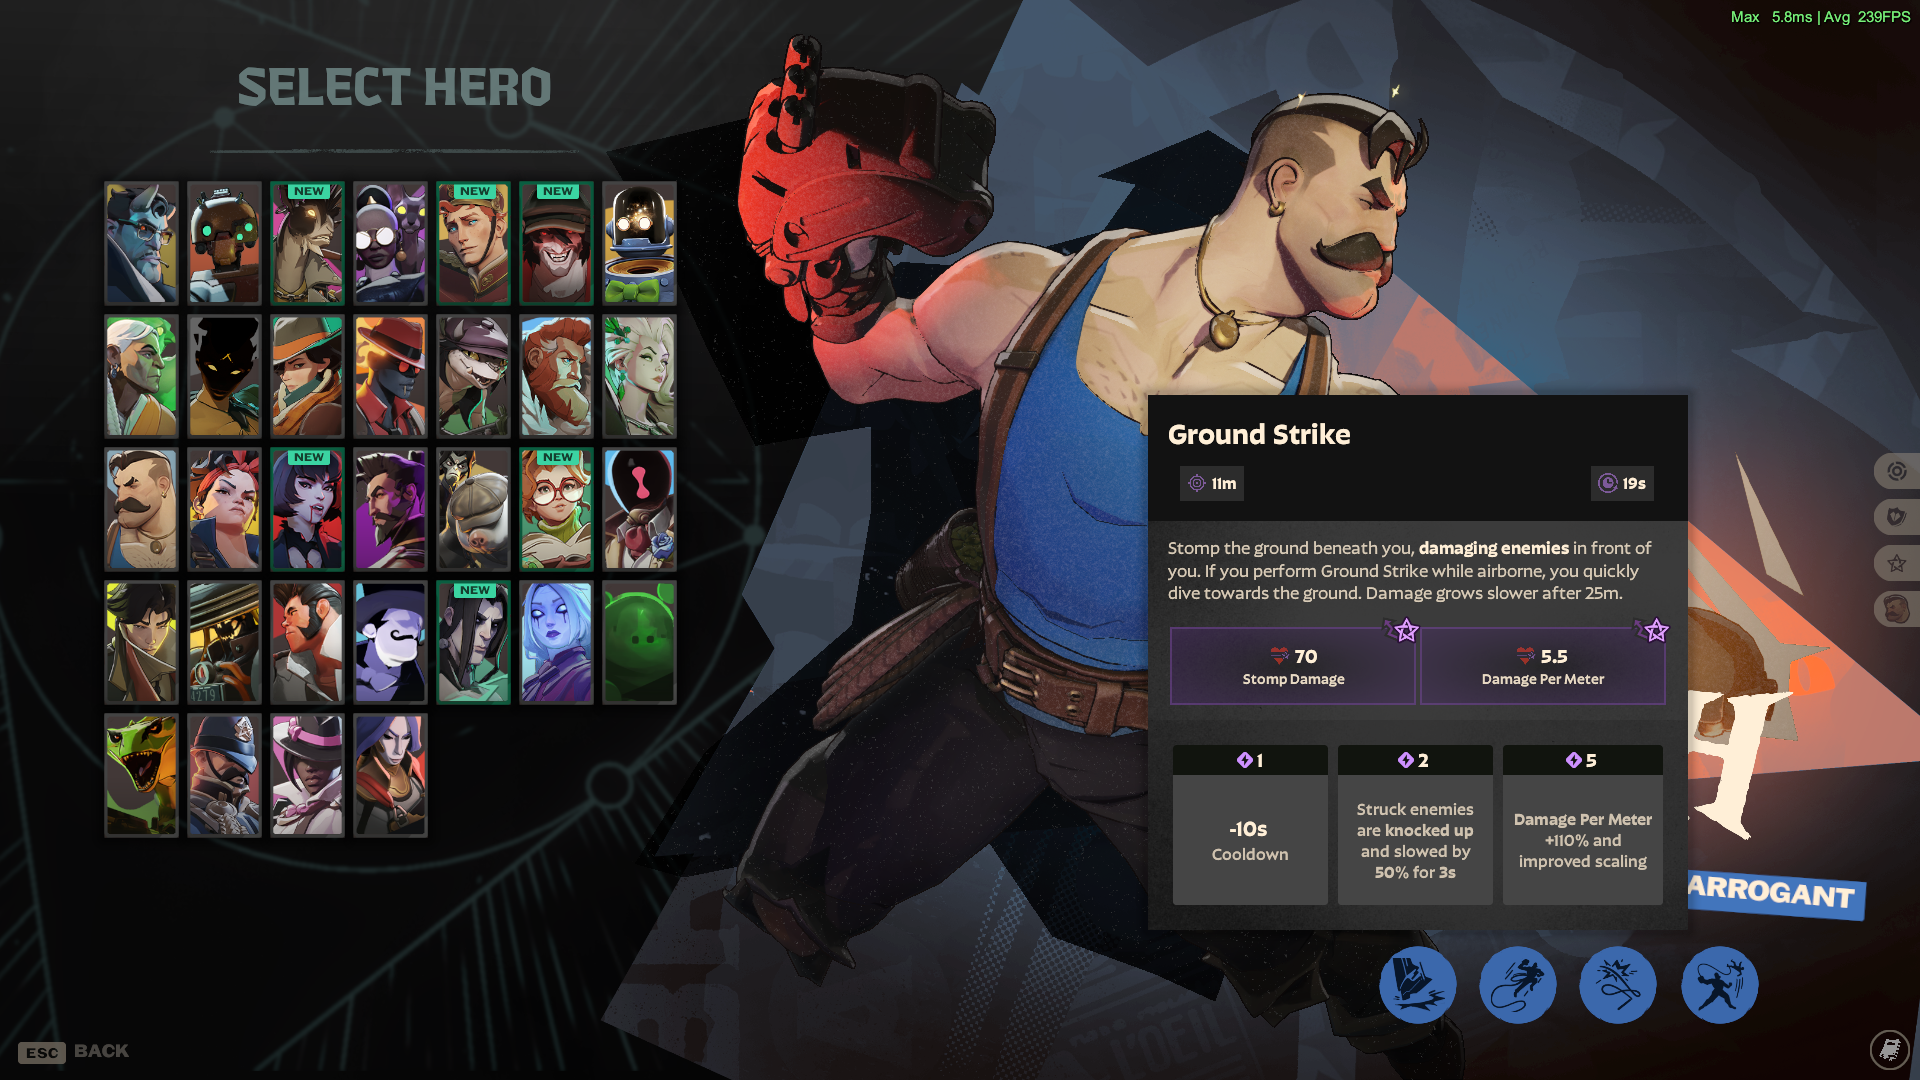 Max 5.8ms | Avg 239FPS
SELECT HERO
NEW
NEW
NEW
NEW
NEW
NEW
Ground Strike
11m
19s
Stomp the ground beneath you, damaging enemies in front of
you. If you perform Ground Strike while airborne, you quickly
dive towards the ground. Damage grows slower after 25m.
70
Stomp Damage
5.5
Damage Per Meter
1
-10s
Cooldown
2
Struck enemies
are knocked up
and slowed by
50% for 3s
5
Damage Per Meter
+110% and
improved scaling
ARROGANT
ESC BACK